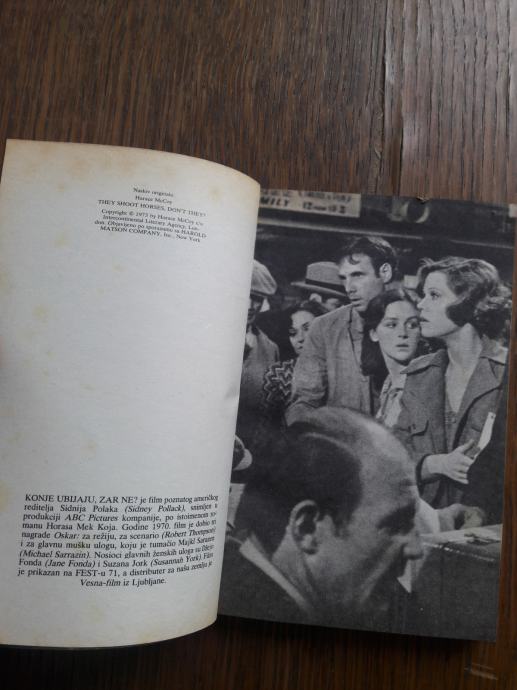 Naslov originala:
Horace McCoy
THEY SHOOT HORSES, DON'T THEY?
Copyright © 1973 by Horace McCoy c/o
Intercontinental Literary Agency, Lon-
don. Objavljeno po sporazumu sa HAROLD
MATSON COMPANY, Inc., New York
MILY
KONJE UBIJAJU, ZAR NE? je film poznatog američkog
reditelja Sidnija Polaka (Sidney Pollack), snimljen u
produkciji ABC Pictures kompanije, po istoimenom ro-
manu Horasa Mek Koja. Godine 1970. film je dobio tri
nagrade Oskar: za režiju, za scenario (Robert Thompson)
i za glavnu mušku ulogu, koju je tumačio Majkl Sarazen
(Michael Sarrazin). Nosioci glavnih ženskih uloga su Džejn
Fonda (Jane Fonda) i Suzana Jork (Susannah York) Film
je prikazan na FEST-u 71, a distributer za našu zemlju je
Vesna-film iz Ljubljane.